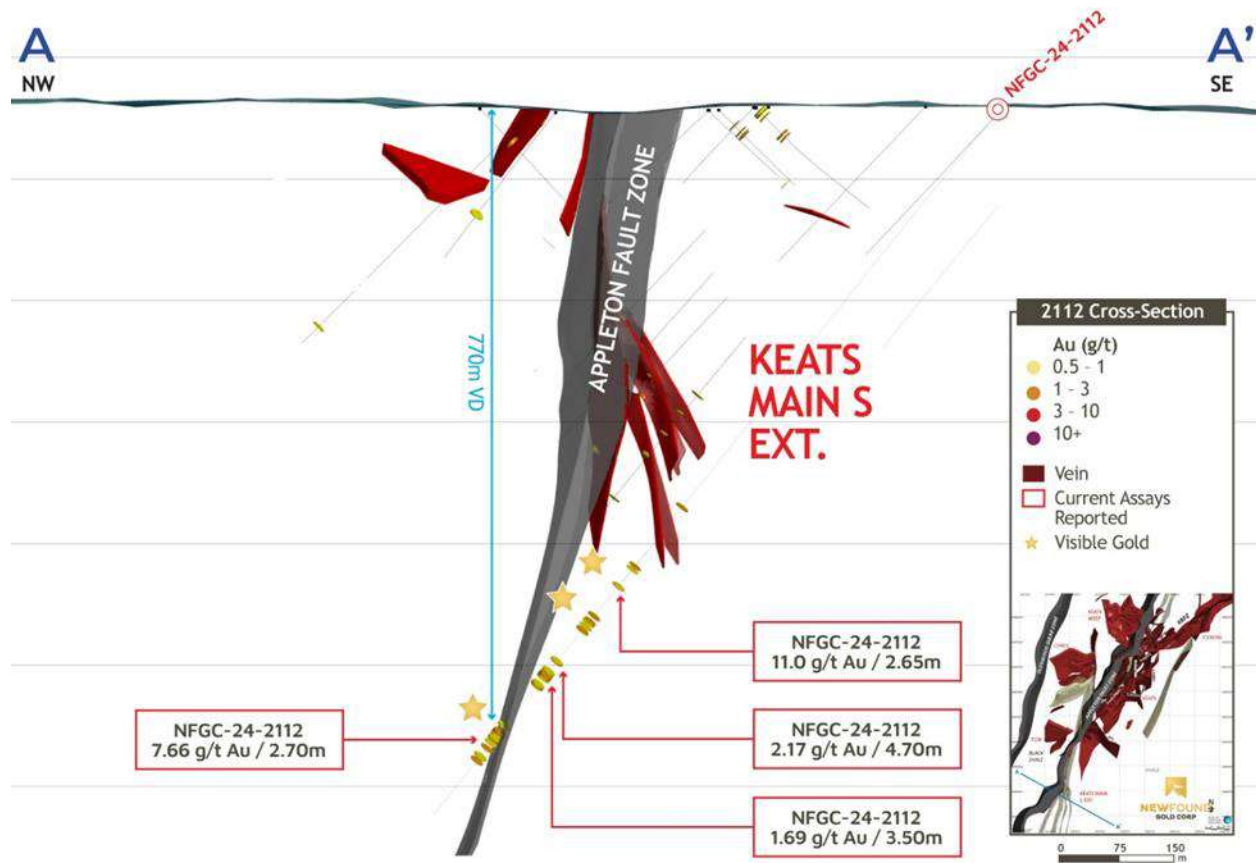 A
NW
NFGC-24-2112
A'
SE
770m VD
APPLETON FAULT ZONE
KEATS
MAIN S
EXT.
2112 Cross-Section
Au (g/t)
0.5 - 1
1 - 3
3 - 10
10+
Vein
Current Assays
Reported
Visible Gold
NFGC-24-2112
11.0 g/t Au / 2.65m
NFGC-24-2112
7.66 g/t Au / 2.70m
NFGC-24-2112
2.17 g/t Au / 4.70m
NFGC-24-2112
1.69 g/t Au / 3.50m
BLACK
NEWFOUND
GOLD CORP
N
0 75 150
m